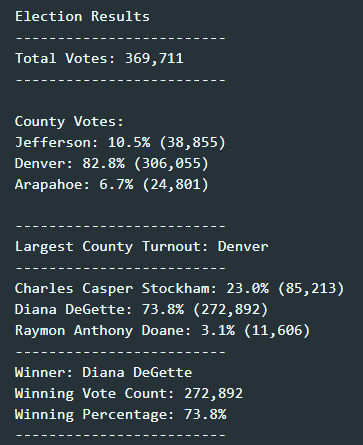 Election Results
-------------------------
Total Votes: 369,711
-------------------------
County Votes:
Jefferson: 10.5% (38,855)
Denver: 82.8% (306,055)
Arapahoe: 6.7% (24,801)
-------------------------
Largest County Turnout: Denver
-------------------------
Charles Casper Stockham: 23.0% (85,213)
Diana DeGette: 73.8% (272,892)
Raymon Anthony Doane: 3.1% (11,606)
-------------------------
Winner: Diana DeGette
Winning Vote Count: 272,892
Winning Percentage: 73.8%
-------------------------